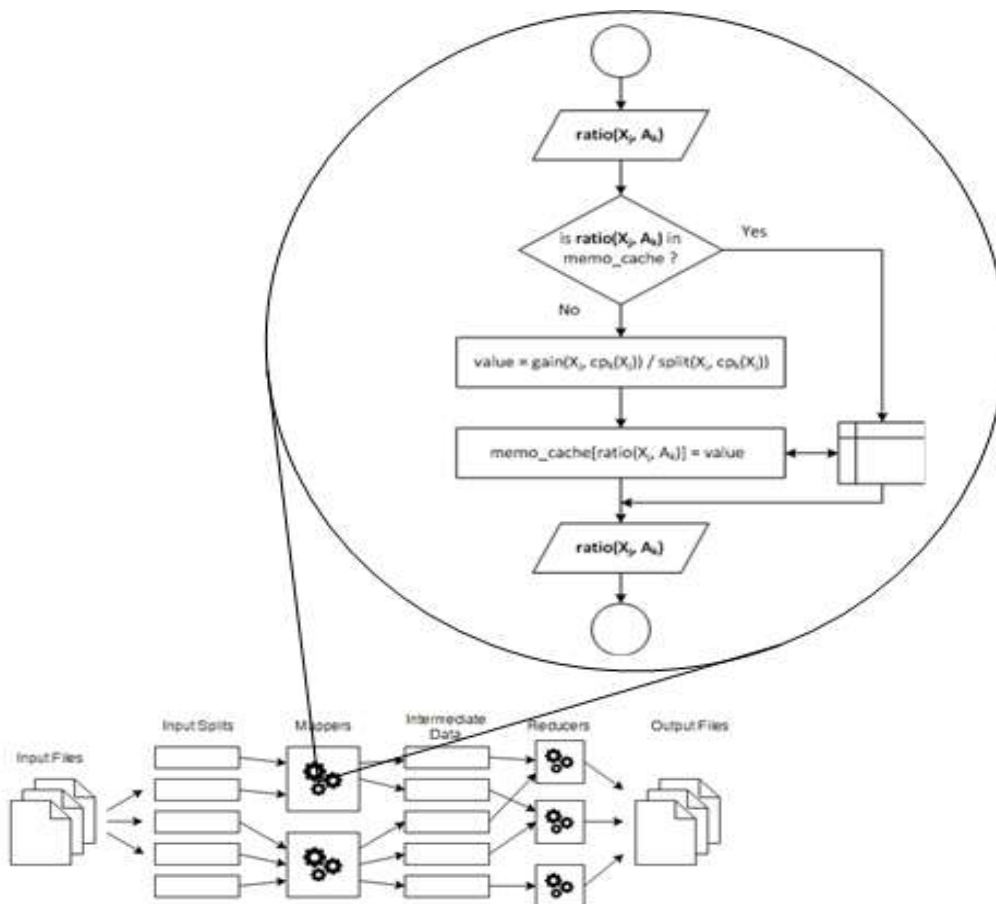 ratio(Xⱼ, Aₖ)
is ratio(Xⱼ, Aₖ) in
memo_cache ?
Yes
No
value = gain(Xⱼ, cpₖ(Xⱼ)) / split(Xⱼ, cpₖ(Xⱼ))
memo_cache[ratio(Xⱼ, Aₖ)] = value
ratio(Xⱼ, Aₖ)
Input Files
Input Splits
Mappers
Intermediate
Data
Reducers
Output Files